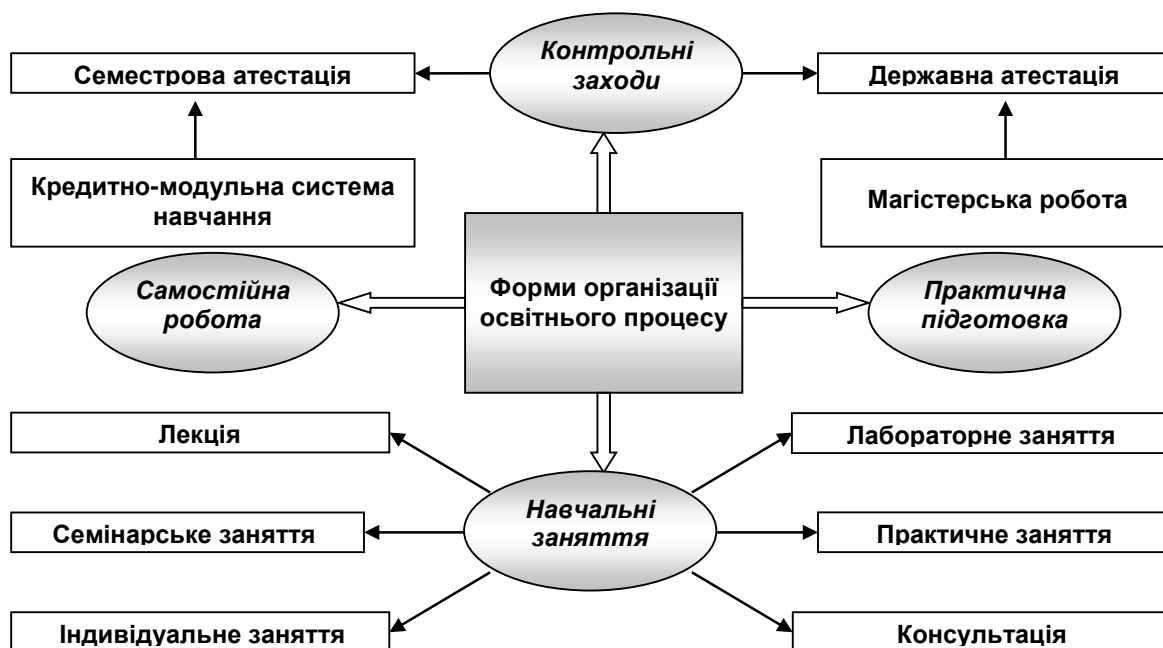 Контрольні
заходи
Семестрова атестація
Державна атестація
Кредитно-модульна система
навчання
Магістерська робота
Самостійна
робота
Форми організації
освітнього процесу
Практична
підготовка
Лекція
Лабораторне заняття
Навчальні
заняття
Семінарське заняття
Практичне заняття
Індивідуальне заняття
Консультація